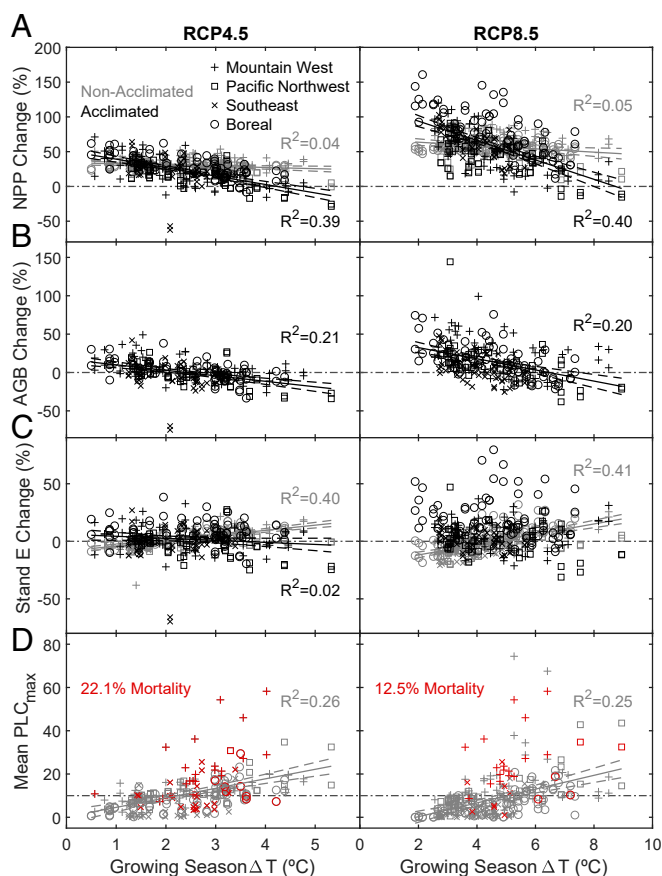 A
RCP4.5
RCP8.5
NPP Change (%)
200
150
100
50
0
-50
Non-Acclimated
Acclimated
+ Mountain West
□ Pacific Northwest
× Southeast
○ Boreal
R²=0.04
R²=0.39
R²=0.05
R²=0.40
B
AGB Change (%)
150
100
50
0
-50
R²=0.21
R²=0.20
C
Stand E Change (%)
50
0
-50
R²=0.40
R²=0.02
R²=0.41
D
Mean PLCmax
80
60
40
20
0
22.1% Mortality
R²=0.26
12.5% Mortality
R²=0.25
0 1 2 3 4 5
0 2 4 6 8 10
Growing Season Δ T (ºC)
Growing Season Δ T (ºC)